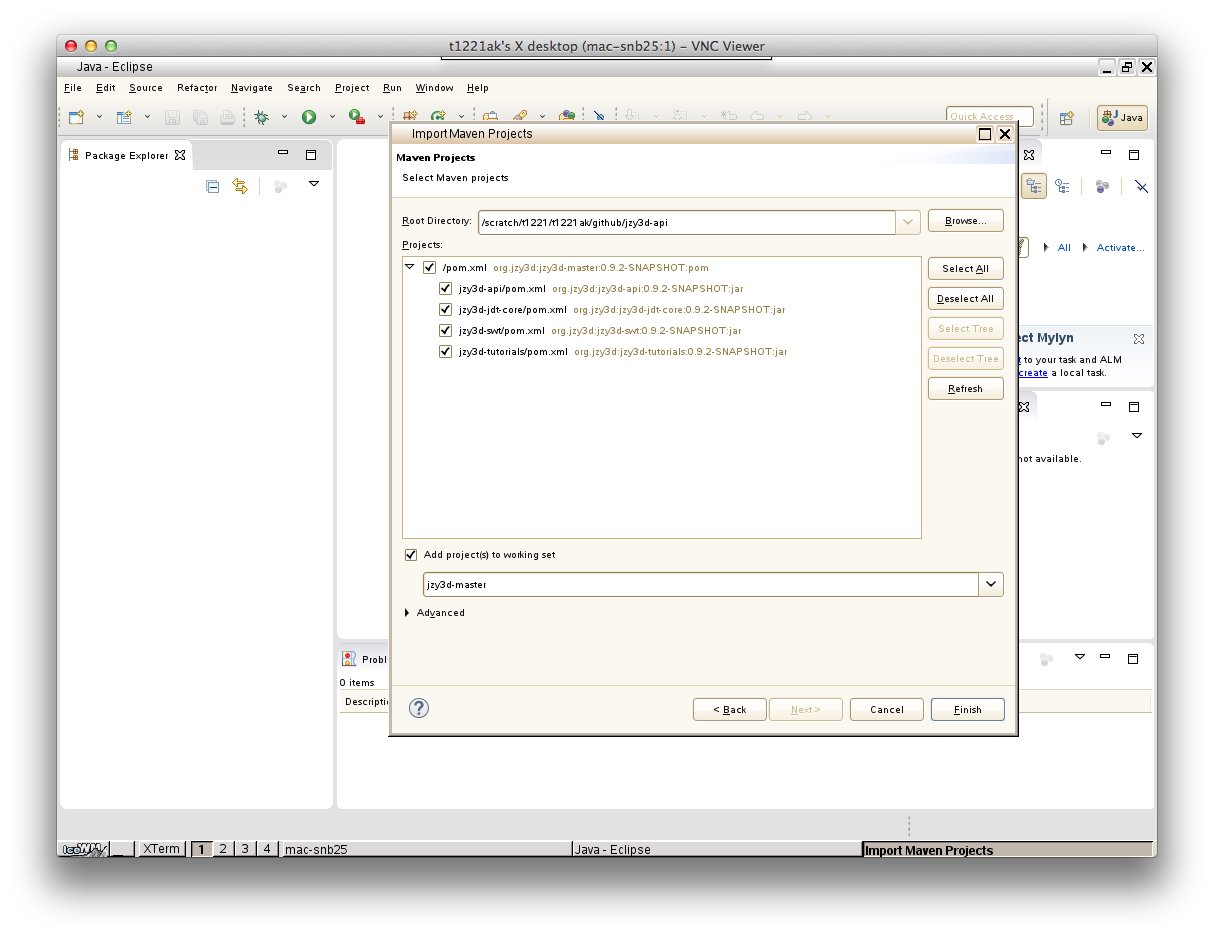 t1221ak's X desktop (mac-snb25:1) – VNC Viewer
Java - Eclipse
File Edit Source Refactor Navigate Search Project Run Window Help
Quick Access Java
Import Maven Projects
Package Explorer
Maven Projects
Select Maven projects
Root Directory: /scratch/t1221/t1221ak/github/jzy3d-api Browse...
Projects:
All Activate...
/pom.xml org.jzy3d:jzy3d-master:0.9.2-SNAPSHOT:pom
jzy3d-api/pom.xml org.jzy3d:jzy3d-api:0.9.2-SNAPSHOT:jar
jzy3d-jdt-core/pom.xml org.jzy3d:jzy3d-jdt-core:0.9.2-SNAPSHOT:jar
jzy3d-swt/pom.xml org.jzy3d:jzy3d-swt:0.9.2-SNAPSHOT:jar
jzy3d-tutorials/pom.xml org.jzy3d:jzy3d-tutorials:0.9.2-SNAPSHOT:jar
Select All
Deselect All
Select Tree
Deselect Tree
Refresh
ect Mylyn
t to your task and ALM
create a local task.
not available.
Add project(s) to working set
jzy3d-master
Advanced
Probl
0 items
Descripti
? < Back Next > Cancel Finish
IceWM XTerm 1 2 3 4 mac-snb25 Java - Eclipse Import Maven Projects